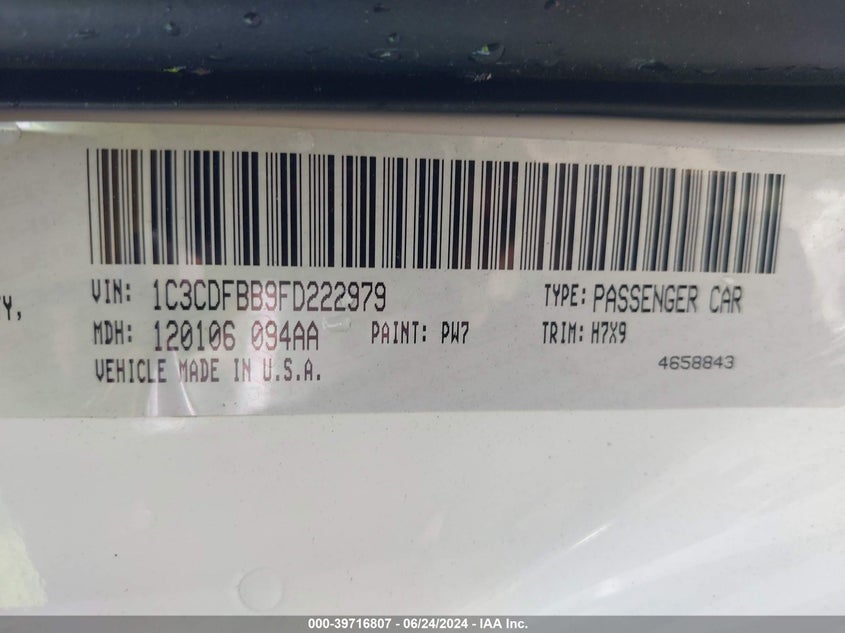 VIN: 1C3CDFBB9FD222979 TYPE: PASSENGER CAR
Y,
MDH: 120106 094AA PAINT: PW7 TRIM: H7X9
VEHICLE MADE IN U.S.A. 4658843
000-39716807 - 06/24/2024 - IAA Inc.